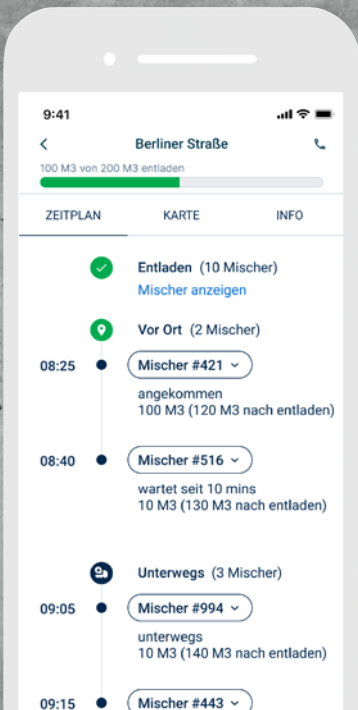 9:41
Berliner Straße
100 M3 von 200 M3 entladen
ZEITPLAN KARTE INFO
Entladen (10 Mischer)
Mischer anzeigen
Vor Ort (2 Mischer)
08:25 Mischer #421
angekommen
100 M3 (120 M3 nach entladen)
08:40 Mischer #516
wartet seit 10 mins
10 M3 (130 M3 nach entladen)
Unterwegs (3 Mischer)
09:05 Mischer #994
unterwegs
10 M3 (140 M3 nach entladen)
09:15 Mischer #443